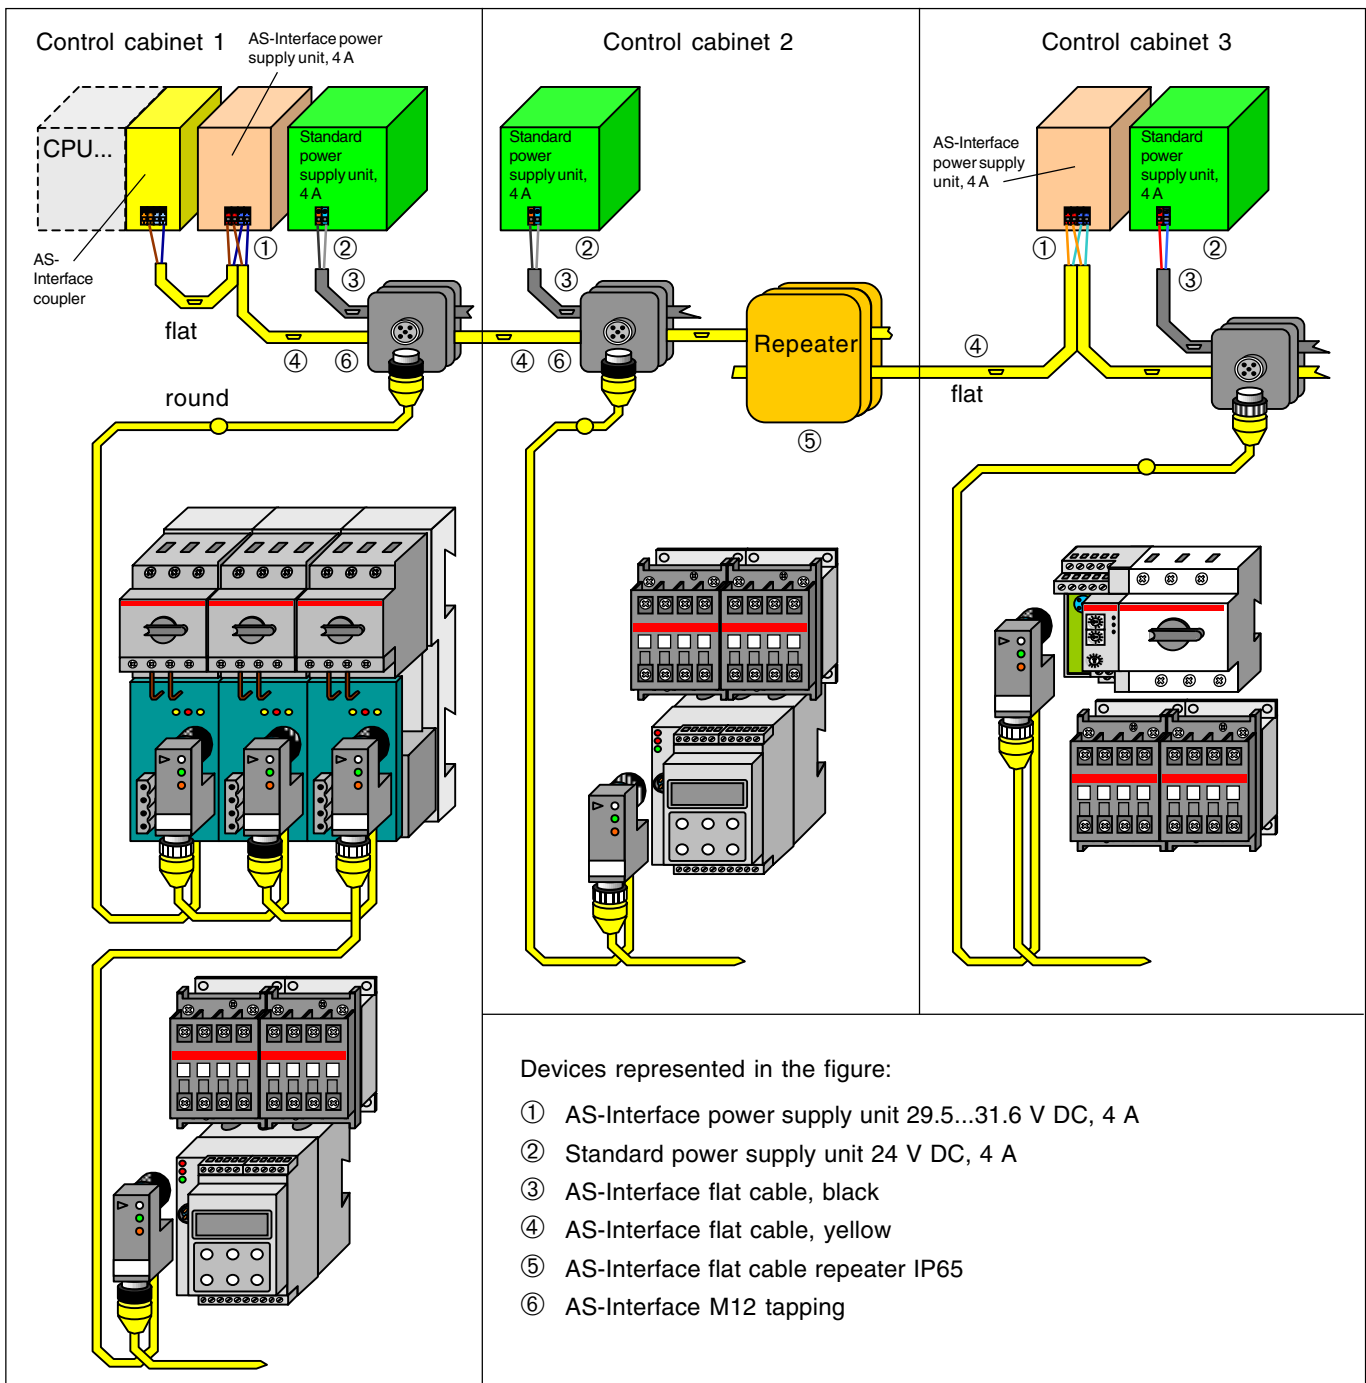 Control cabinet 1
AS-Interface power
supply unit, 4 A
CPU...
Standard
power
supply unit,
4 A
①
②
③
AS-
Interface
coupler
flat
④
⑥
round
Control cabinet 2
Standard
power
supply unit,
4 A
②
③
④
⑥
Repeater
⑤
Control cabinet 3
AS-Interface
power supply
unit, 4 A
Standard
power
supply unit,
4 A
①
②
③
④
flat
Devices represented in the figure:
① AS-Interface power supply unit 29.5...31.6 V DC, 4 A
② Standard power supply unit 24 V DC, 4 A
③ AS-Interface flat cable, black
④ AS-Interface flat cable, yellow
⑤ AS-Interface flat cable repeater IP65
⑥ AS-Interface M12 tapping